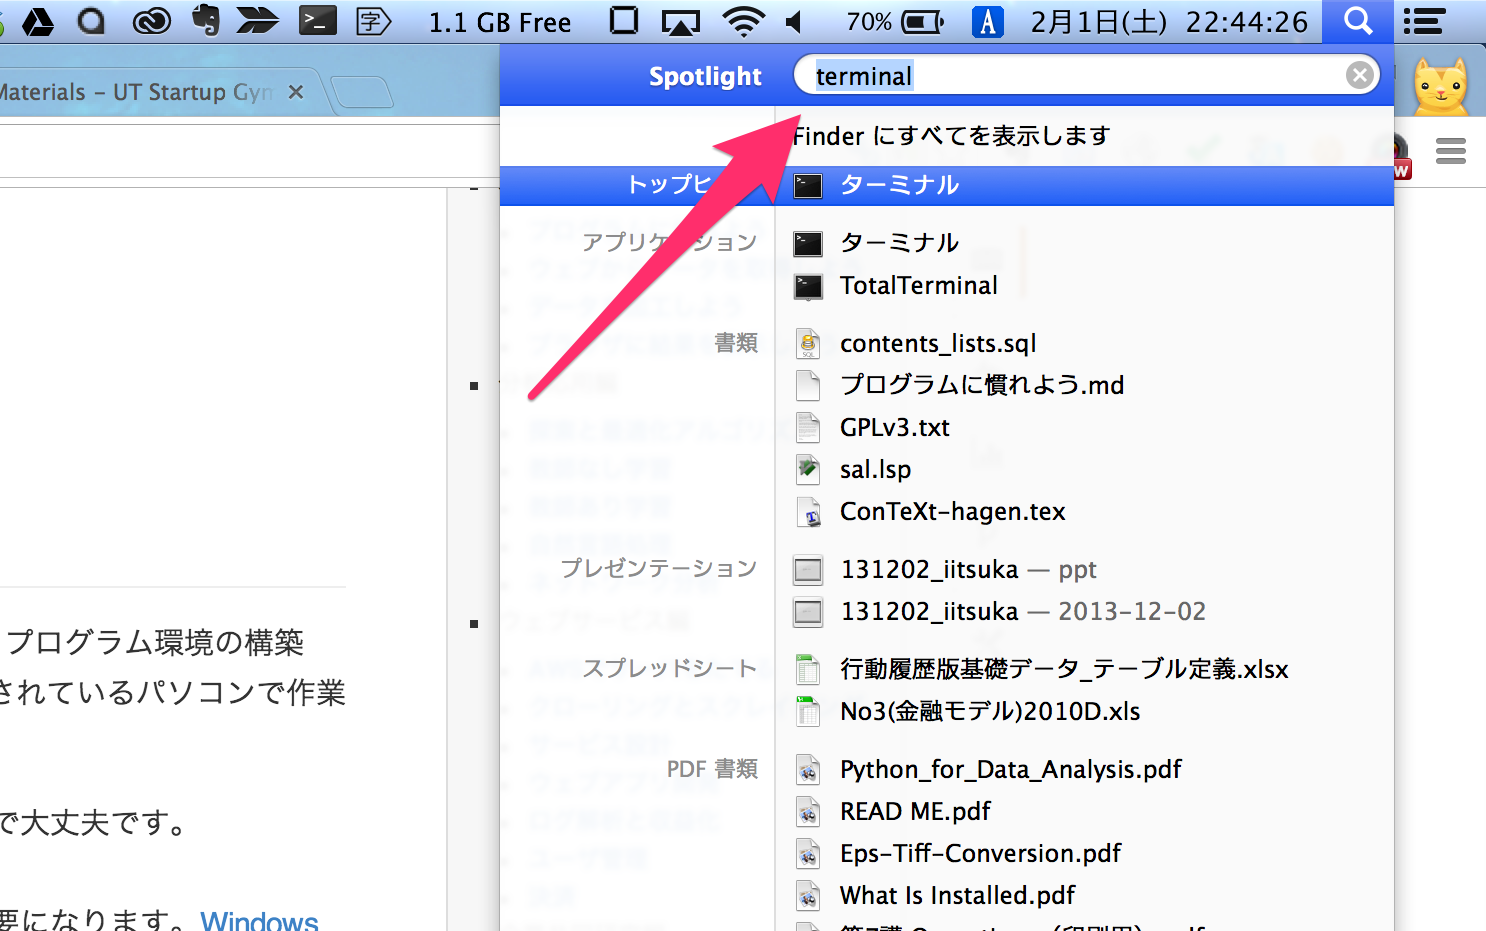 字
1.1 GB Free
70%
A
2月1日(土) 22:44:26
Materials – UT Startup Gym
Spotlight
terminal
Finder にすべてを表示します
トップヒ
ターミナル
アプリケーション
ターミナル
TotalTerminal
書類
contents_lists.sql
プログラムに慣れよう.md
GPLv3.txt
sal.lsp
ConTeXt-hagen.tex
プレゼンテーション
131202_iitsuka — ppt
131202_iitsuka — 2013-12-02
スプレッドシート
行動履歴版基礎データ_テーブル定義.xlsx
No3(金融モデル)2010D.xls
PDF 書類
Python_for_Data_Analysis.pdf
READ ME.pdf
Eps-Tiff-Conversion.pdf
What Is Installed.pdf
プログラム環境の構築
されているパソコンで作業
で大丈夫です。
要になります。Windows